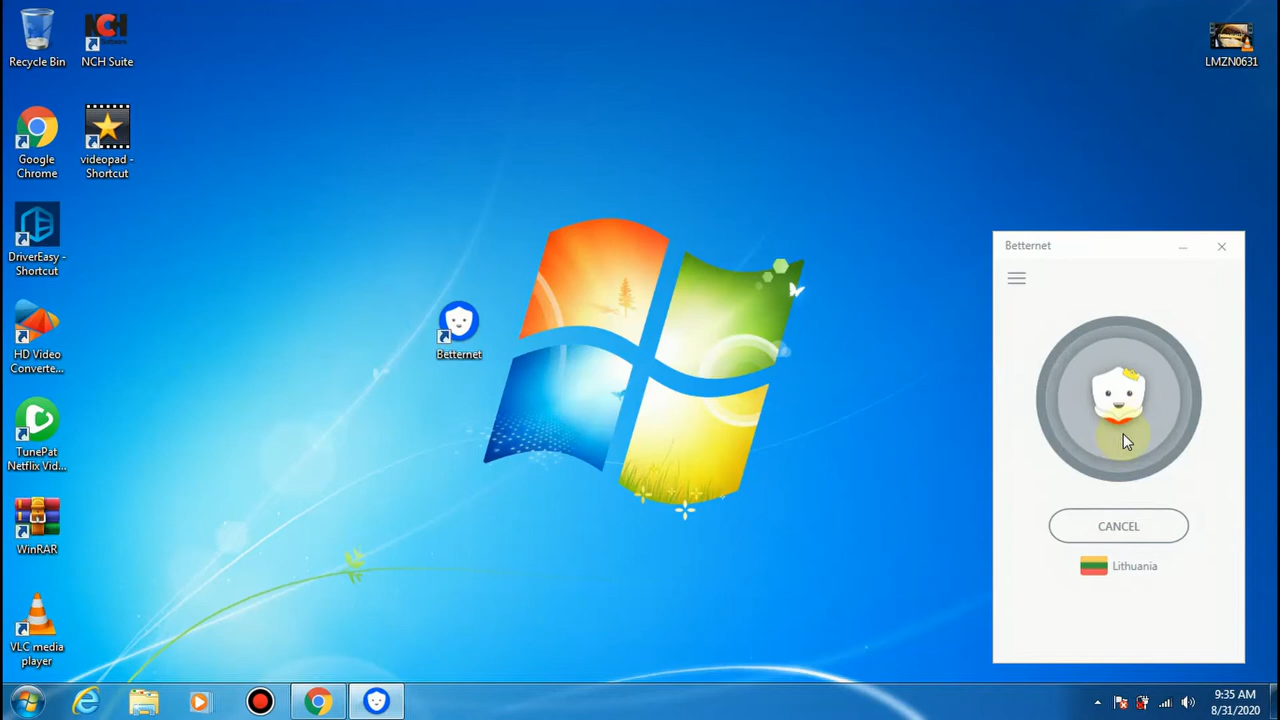 Recycle Bin
NCH
NCH Suite
LMZN0631
Google
Chrome
videopad -
Shortcut
DriverEasy -
Shortcut
HD Video
Converte...
TunePat
Netflix Vid...
WinRAR
VLC media
player
Betternet
Betternet
CANCEL
Lithuania
9:35 AM
8/31/2020